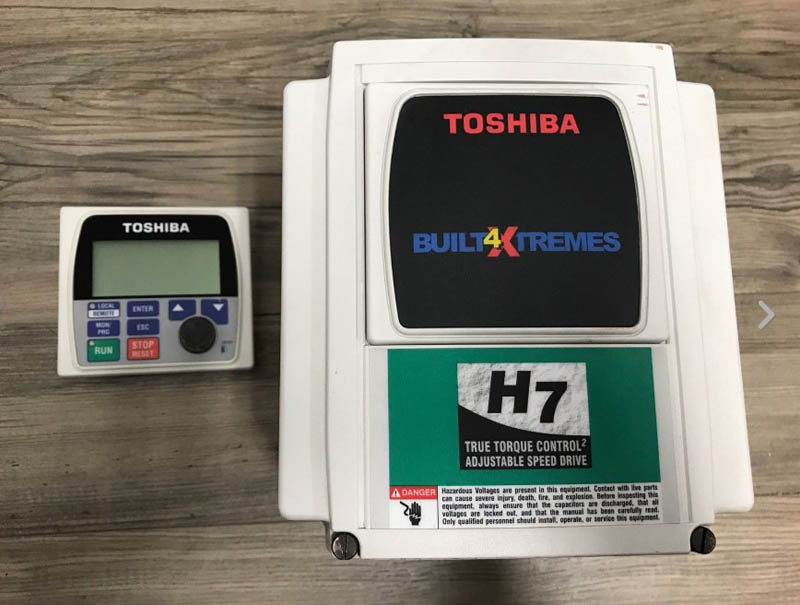 TOSHIBA
LOCAL
REMOTE
ENTER
MON/
PRG
ESC
RUN
STOP
RESET
TOSHIBA
BUILT4XTREMES
H7
TRUE TORQUE CONTROL²
ADJUSTABLE SPEED DRIVE
DANGER
Hazardous Voltages are present in this equipment. Contact with live parts
can cause severe injury, death, fire, and explosion. Before inspecting this
equipment, always ensure that the capacitors are discharged, that all
voltages are locked out, and that the manual has been carefully read.
Only qualified personnel should install, operate, or service this equipment.